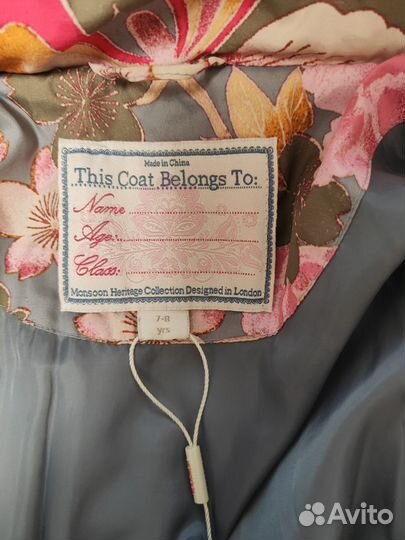 Made in China
This Coat Belongs To:
Name
Age:
Class:
Monsoon Heritage Collection Designed in London
7-8
yrs
Avito